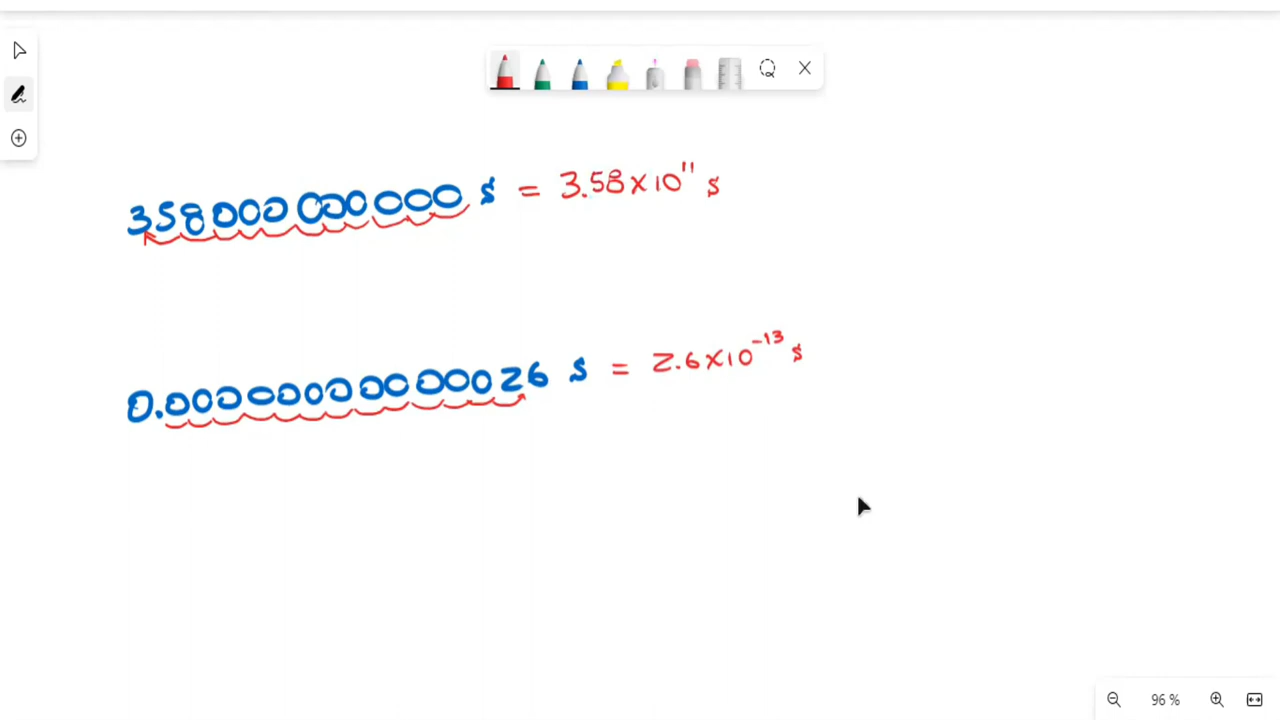 358000000000 s = 3.58×10¹¹ s
0.00000000000026 s = 2.6×10⁻¹³ s
96 %